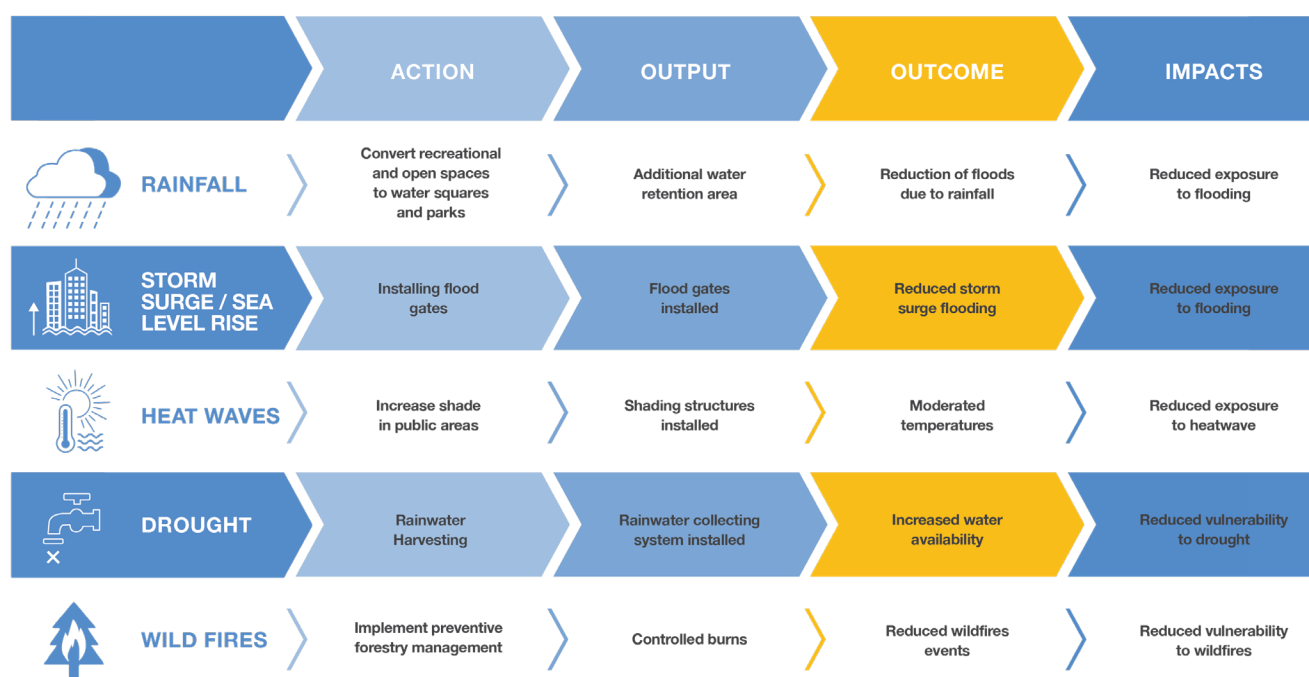 ACTION
OUTPUT
OUTCOME
IMPACTS
RAINFALL
Convert recreational
and open spaces
to water squares
and parks
Additional water
retention area
Reduction of floods
due to rainfall
Reduced exposure
to flooding
STORM
SURGE / SEA
LEVEL RISE
Installing flood
gates
Flood gates
installed
Reduced storm
surge flooding
Reduced exposure
to flooding
HEAT WAVES
Increase shade
in public areas
Shading structures
installed
Moderated
temperatures
Reduced exposure
to heatwave
DROUGHT
Rainwater
Harvesting
Rainwater collecting
system installed
Increased water
availability
Reduced vulnerability
to drought
WILD FIRES
Implement preventive
forestry management
Controlled burns
Reduced wildfires
events
Reduced vulnerability
to wildfires